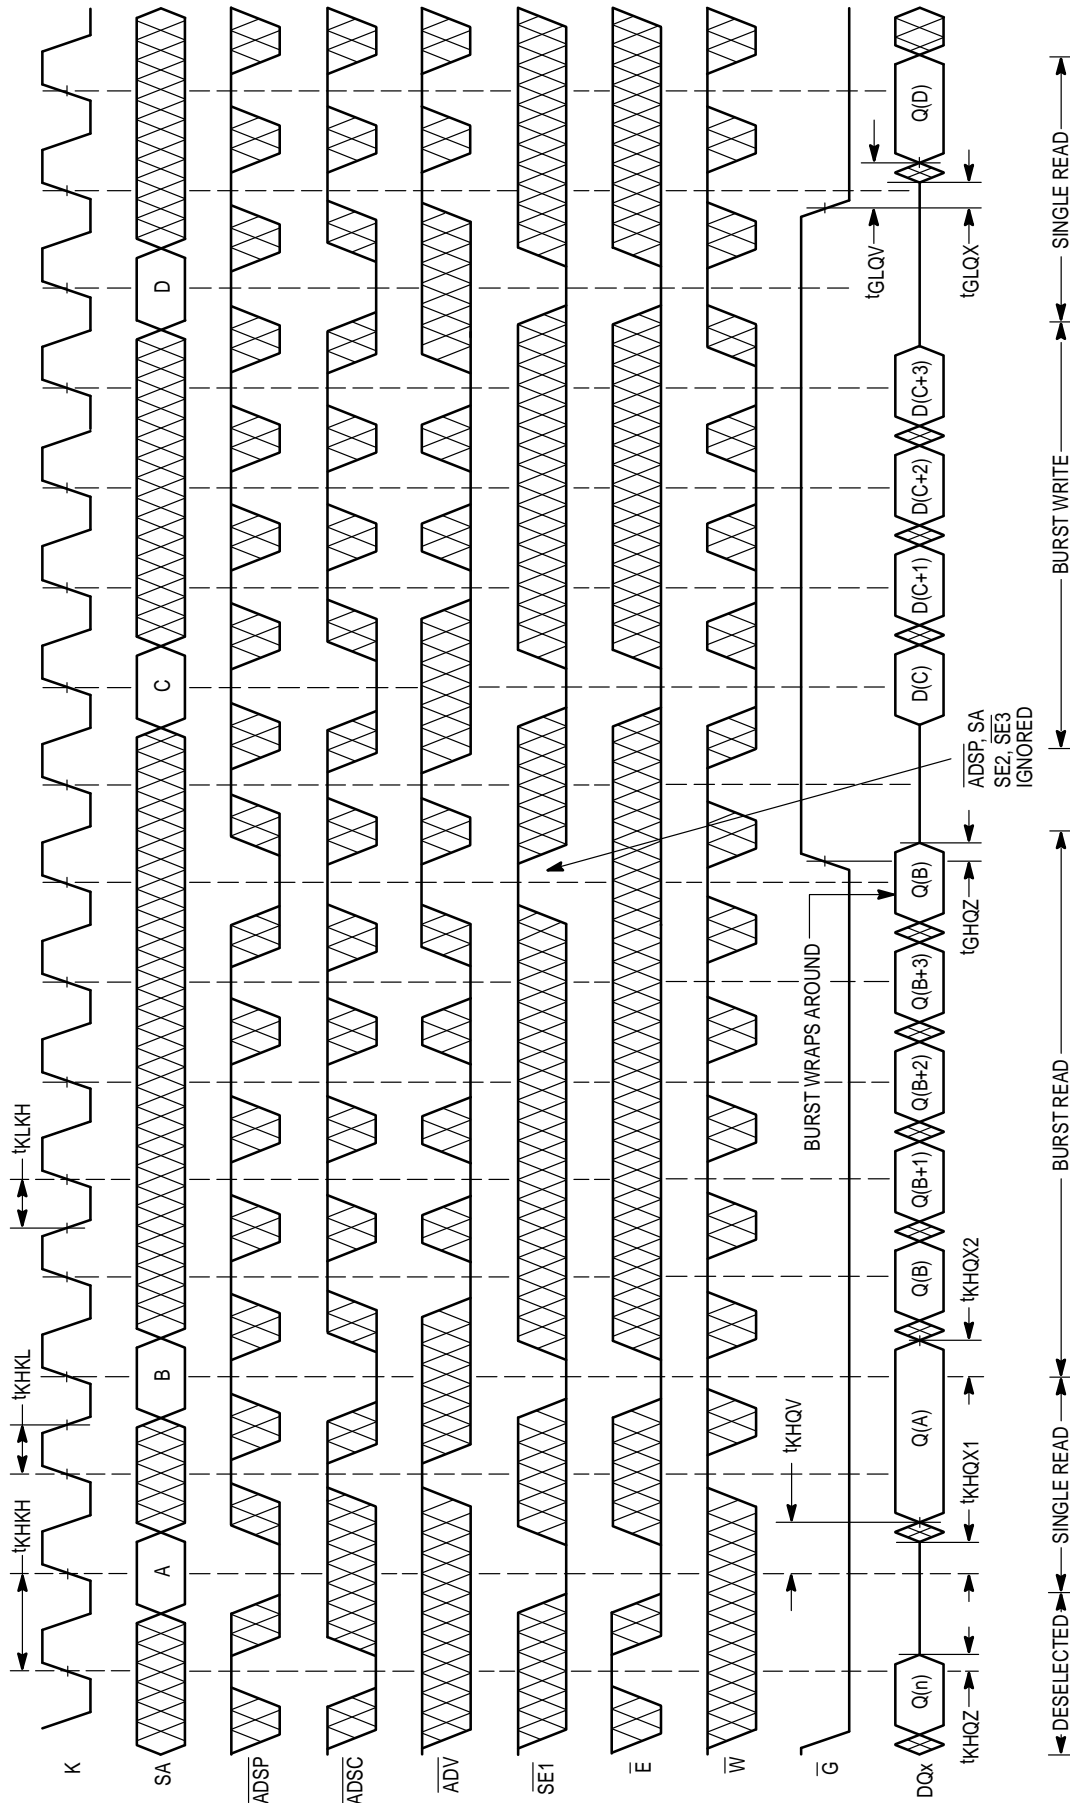 tKHKH
tKHKL
tKLKH
K
SA
A
B
C
D
ADSP
ADSC
ADV
SE1
E
W
G
DQx
tKHQV
BURST WRAPS AROUND
ADSP, SA
SE2, SE3
IGNORED
tGLQV
Q(n)
Q(A)
Q(B)
Q(B+1)
Q(B+2)
Q(B+3)
Q(B)
D(C)
D(C+1)
D(C+2)
D(C+3)
Q(D)
tKHQZ
tKHQX1
tKHQX2
tGHQZ
tGLQX
DESELECTED
SINGLE READ
BURST READ
BURST WRITE
SINGLE READ